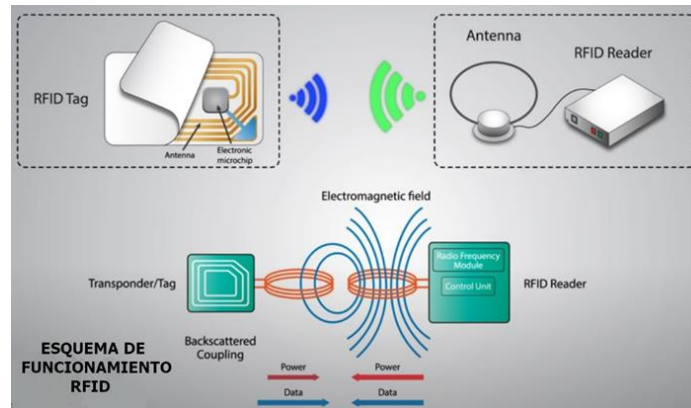 Antenna
RFID Reader
RFID Tag
Antenna
Electronic
microchip
Electromagnetic field
Radio Frequency
Module
Control Unit
Transponder/Tag
RFID Reader
Backscattered
Coupling
ESQUEMA DE
FUNCIONAMIENTO
RFID
Power
Power
Data
Data